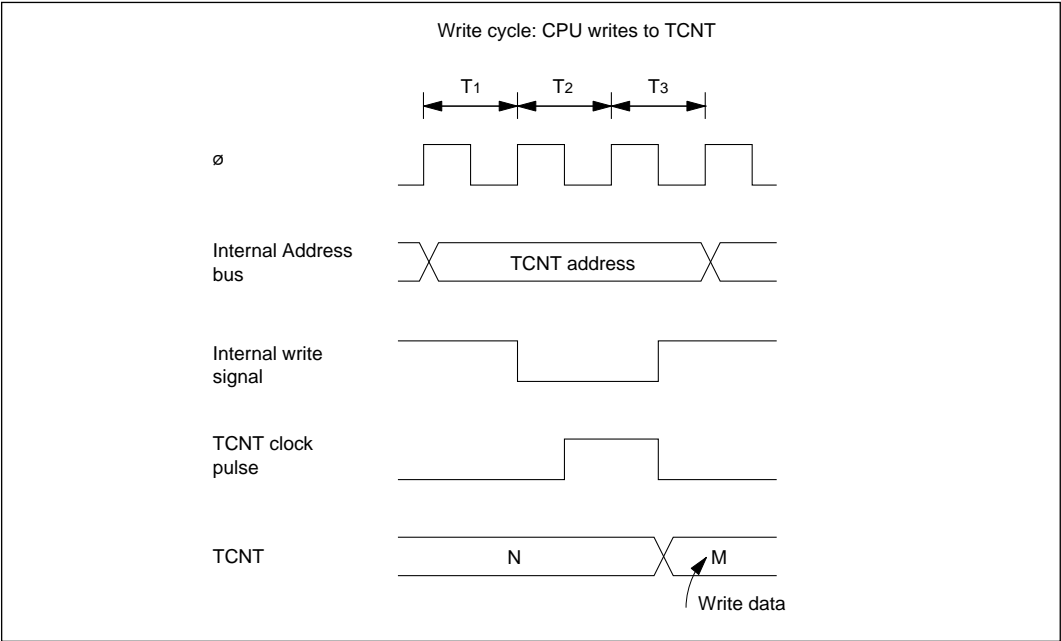 Write cycle: CPU writes to TCNT
T1 T2 T3
ø
Internal Address
bus
TCNT address
Internal write
signal
TCNT clock
pulse
TCNT
N
M
Write data